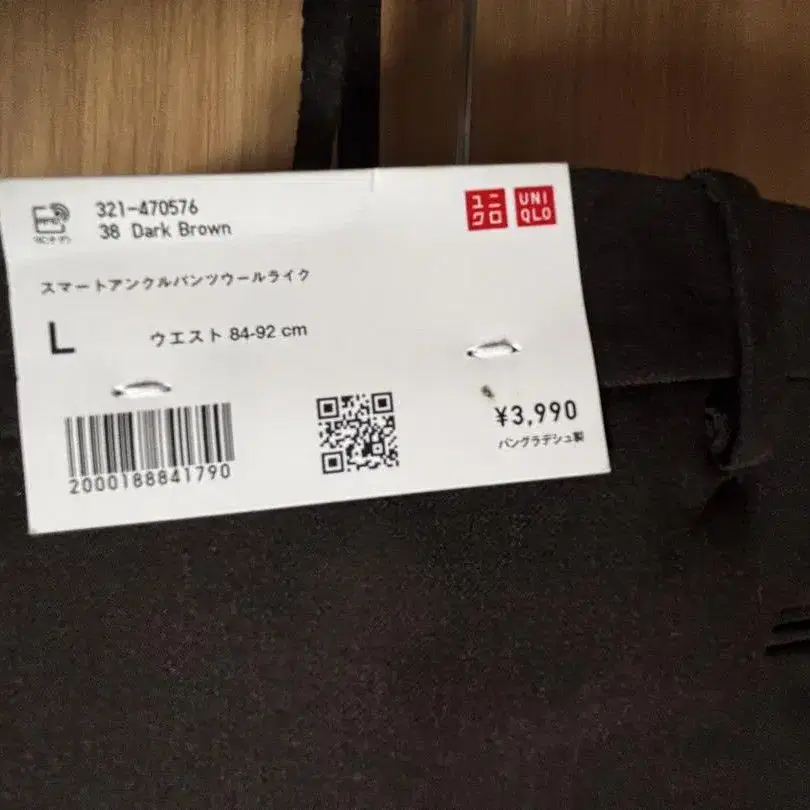 321-470576
38 Dark Brown
ユニクロ
UNIQLO
スマートアンクルパンツウールライク
L
ウエスト 84-92 cm
2000188841790
¥3,990
バングラデシュ製